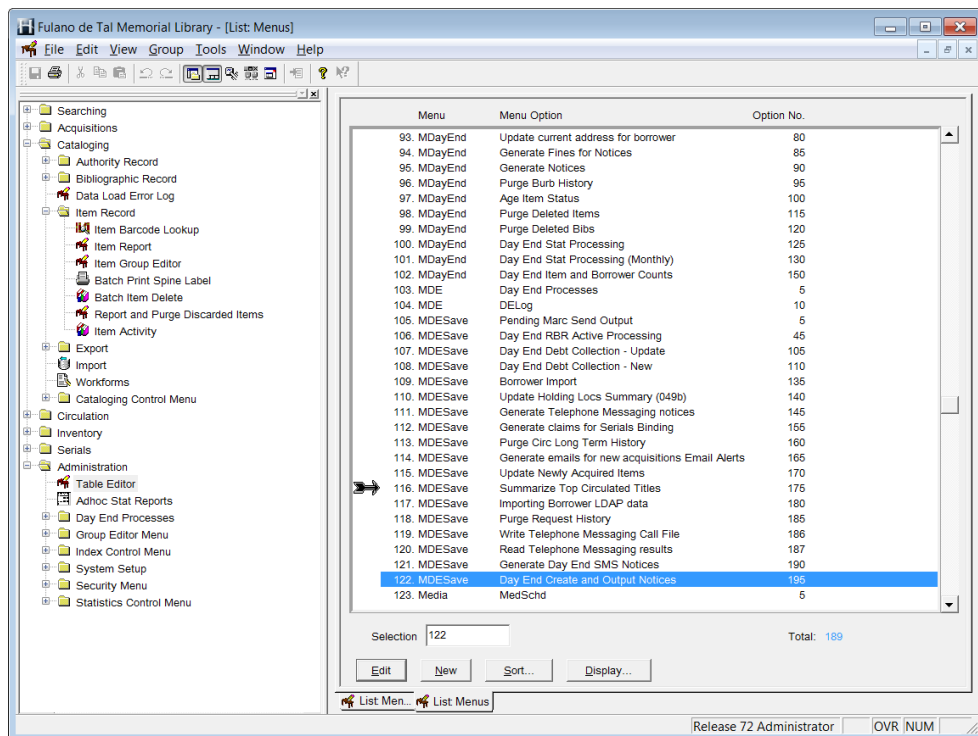 Fulano de Tal Memorial Library - [List: Menus]
File Edit View Group Tools Window Help
Searching
Acquisitions
Cataloging
Authority Record
Bibliographic Record
Data Load Error Log
Item Record
Item Barcode Lookup
Item Report
Item Group Editor
Batch Print Spine Label
Batch Item Delete
Report and Purge Discarded Items
Item Activity
Export
Import
Workforms
Cataloging Control Menu
Circulation
Inventory
Serials
Administration
Table Editor
Adhoc Stat Reports
Day End Processes
Group Editor Menu
Index Control Menu
System Setup
Security Menu
Statistics Control Menu
Menu Menu Option Option No.
93. MDayEnd Update current address for borrower 80
94. MDayEnd Generate Fines for Notices 85
95. MDayEnd Generate Notices 90
96. MDayEnd Purge Burb History 95
97. MDayEnd Age Item Status 100
98. MDayEnd Purge Deleted Items 115
99. MDayEnd Purge Deleted Bibs 120
100. MDayEnd Day End Stat Processing 125
101. MDayEnd Day End Stat Processing (Monthly) 130
102. MDayEnd Day End Item and Borrower Counts 150
103. MDE Day End Processes 5
104. MDE DELog 10
105. MDESave Pending Marc Send Output 5
106. MDESave Day End RBR Active Processing 45
107. MDESave Day End Debt Collection - Update 105
108. MDESave Day End Debt Collection - New 110
109. MDESave Borrower Import 135
110. MDESave Update Holding Locs Summary (049b) 140
111. MDESave Generate Telephone Messaging notices 145
112. MDESave Generate claims for Serials Binding 155
113. MDESave Purge Circ Long Term History 160
114. MDESave Generate emails for new acquisitions Email Alerts 165
115. MDESave Update Newly Acquired Items 170
116. MDESave Summarize Top Circulated Titles 175
117. MDESave Importing Borrower LDAP data 180
118. MDESave Purge Request History 185
119. MDESave Write Telephone Messaging Call File 186
120. MDESave Read Telephone Messaging results 187
121. MDESave Generate Day End SMS Notices 190
122. MDESave Day End Create and Output Notices 195
123. Media MedSchd 5
Selection 122 Total: 189
Edit New Sort... Display...
List Men... List Menus
Release 72 Administrator OVR NUM